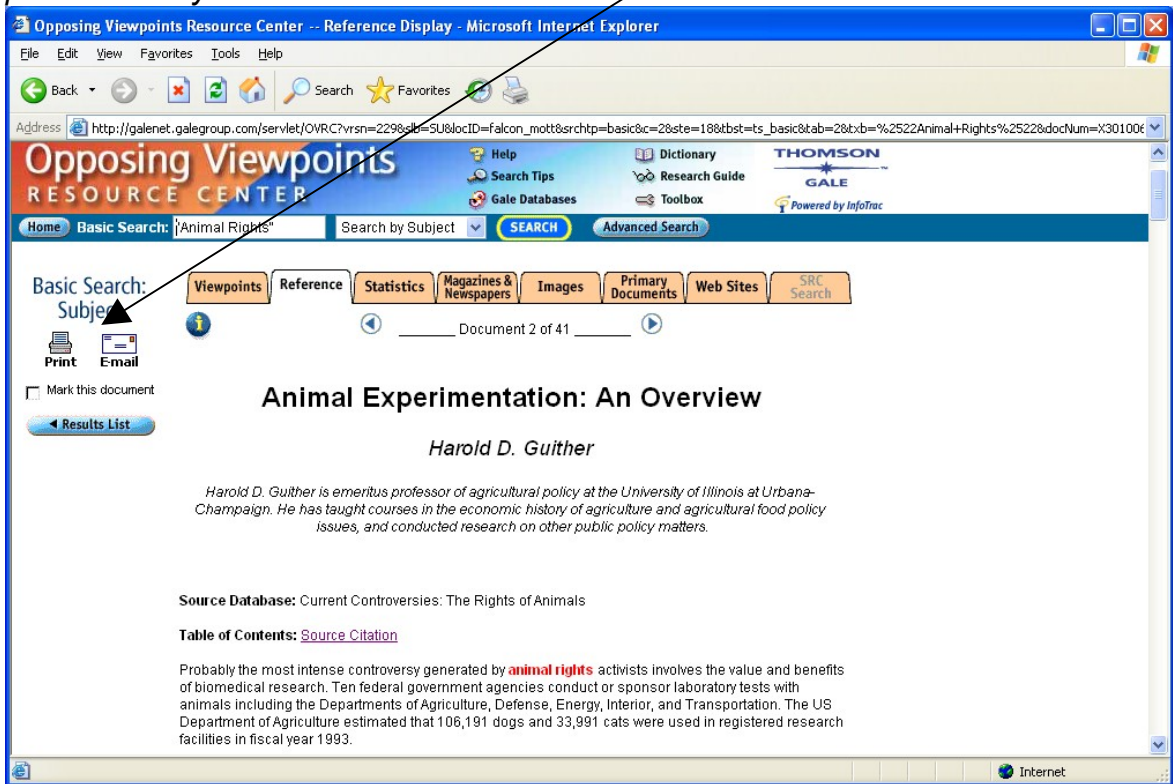 Opposing Viewpoints Resource Center -- Reference Display - Microsoft Internet Explorer
File Edit View Favorites Tools Help
Back Search Favorites
Address http://galenet.galegroup.com/servlet/OVRC?vrsn=229&slb=SU&locID=falcon_mott&srchtp=basic&c=2&ste=18&tbst=ts_basic&tab=2&txb=%2522Animal+Rights%2522&docNum=X30100
Opposing Viewpoints
RESOURCE CENTER
Help Dictionary
Search Tips Research Guide
Gale Databases Toolbox
THOMSON
GALE
Powered by InfoTrac
Home Basic Search: "Animal Rights" Search by Subject SEARCH Advanced Search
Basic Search:
Subject
Print E-mail
Mark this document
Results List
Viewpoints Reference Statistics Magazines & Newspapers Images Primary Documents Web Sites SRC Search
Document 2 of 41
Animal Experimentation: An Overview
Harold D. Guither
Harold D. Guither is emeritus professor of agricultural policy at the University of Illinois at Urbana-
Champaign. He has taught courses in the economic history of agriculture and agricultural food policy
issues, and conducted research on other public policy matters.
Source Database: Current Controversies: The Rights of Animals
Table of Contents: Source Citation
Probably the most intense controversy generated by animal rights activists involves the value and benefits
of biomedical research. Ten federal government agencies conduct or sponsor laboratory tests with
animals including the Departments of Agriculture, Defense, Energy, Interior, and Transportation. The US
Department of Agriculture estimated that 106,191 dogs and 33,991 cats were used in registered research
facilities in fiscal year 1993.
Internet